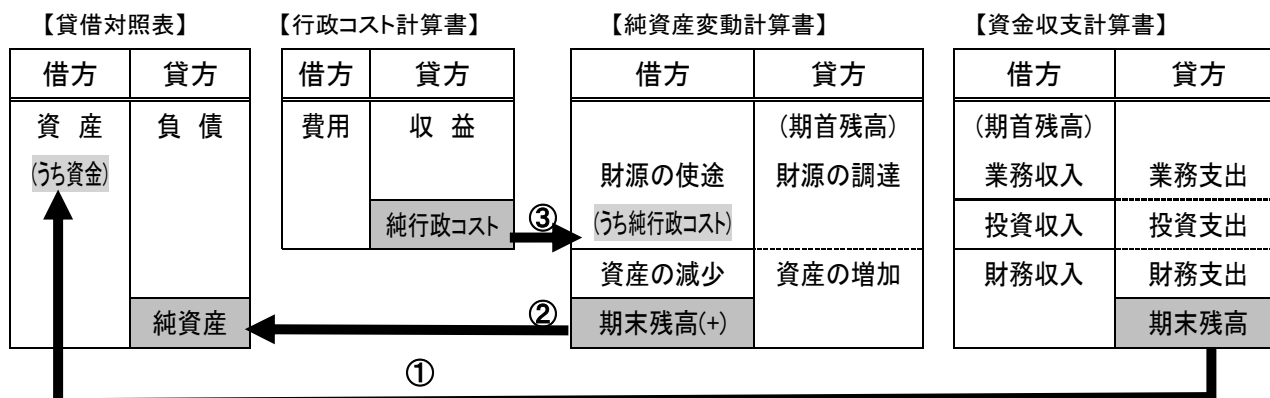 【貸借対照表】 【行政コスト計算書】 【純資産変動計算書】 【資金収支計算書】
借方 貸方 借方 貸方 借方 貸方 借方 貸方
資 産 負 債 費用 収 益 (期首残高) (期首残高)
(うち資金) 財源の使途 財源の調達 業務収入 業務支出
純行政コスト ③ (うち純行政コスト) 投資収入 投資支出
資産の減少 資産の増加 財務収入 財務支出
純資産 ② 期末残高(+) 期末残高
①